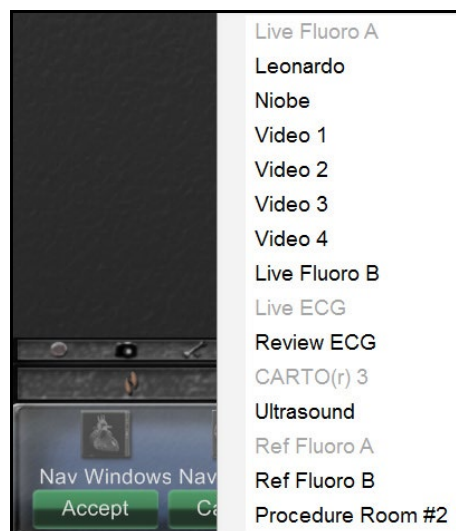 Live Fluoro A
Leonardo
Niobe
Video 1
Video 2
Video 3
Video 4
Live Fluoro B
Live ECG
Review ECG
CARTO(r) 3
Ultrasound
Ref Fluoro A
Ref Fluoro B
Procedure Room #2
Nav Windows Nav
Accept Ca